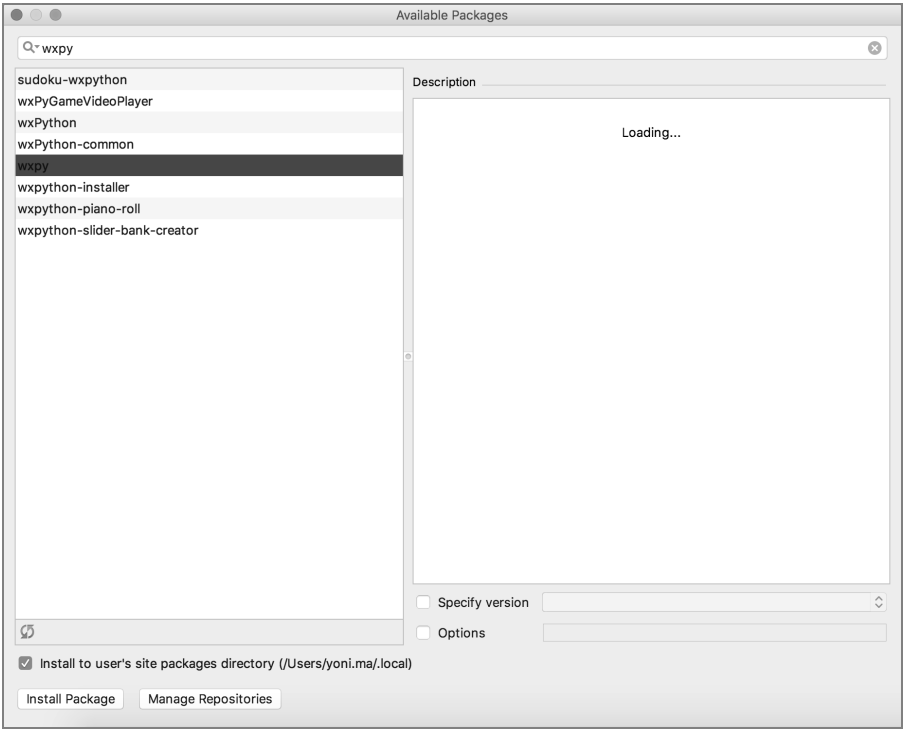 Available Packages
wxpy
sudoku-wxpython
wxPyGameVideoPlayer
wxPython
wxPython-common
wxpy
wxpython-installer
wxpython-piano-roll
wxpython-slider-bank-creator
Description
Loading...
Specify version
Options
Install to user's site packages directory (/Users/yoni.ma/.local)
Install Package Manage Repositories